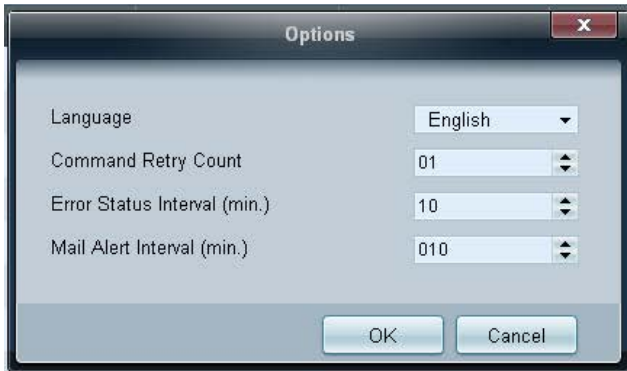 Options
Language English
Command Retry Count 01
Error Status Interval (min.) 10
Mail Alert Interval (min.) 010
OK Cancel